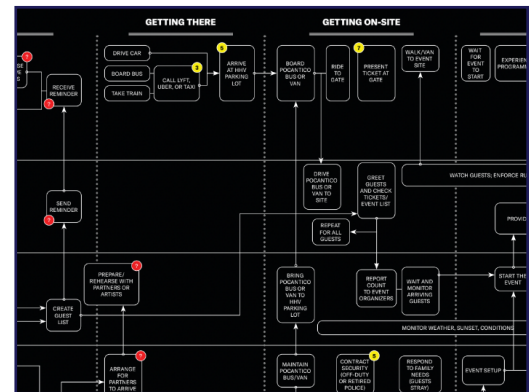 GETTING THERE
GETTING ON-SITE
?
RECEIVE
REMINDER
?
DRIVE CAR
BOARD BUS
TAKE TRAIN
3
CALL LYFT,
UBER, OR TAXI
5
ARRIVE
AT HHV
PARKING
LOT
BOARD
POCANTICO
BUS OR
VAN
RIDE
TO
GATE
7
PRESENT
TICKET AT
GATE
WALK/VAN
TO EVENT
SITE
WAIT
FOR
EVENT
TO
START
DRIVE
POCANTICO
BUS OR
VAN TO
SITE
GREET
GUESTS
AND CHECK
TICKETS/
EVENT LIST
WATCH GUESTS; ENFORCE
SEND
REMINDER
?
REPEAT
FOR ALL
GUESTS
?
PREPARE/
REHEARSE WITH
PARTNERS OR
ARTISTS
CREATE
GUEST
LIST
BRING
POCANTICO
BUS OR
VAN TO
HHV
PARKING
LOT
REPORT
COUNT
TO EVENT
ORGANIZERS
WAIT AND
MONITOR
ARRIVING
GUESTS
START THE
EVENT
MONITOR WEATHER, SUNSET, CONDITIONS
?
ARRANGE
FOR
PARTNERS
TO ARRIVE
MAINTAIN
POCANTICO
BUS/VAN
CONTRACT
SECURITY
(OFF-DUTY
OR RETIRED
POLICE)
RESPOND TO
FAMILY
NEEDS.
(GUESTS
STRAY)
EVENT SETUP